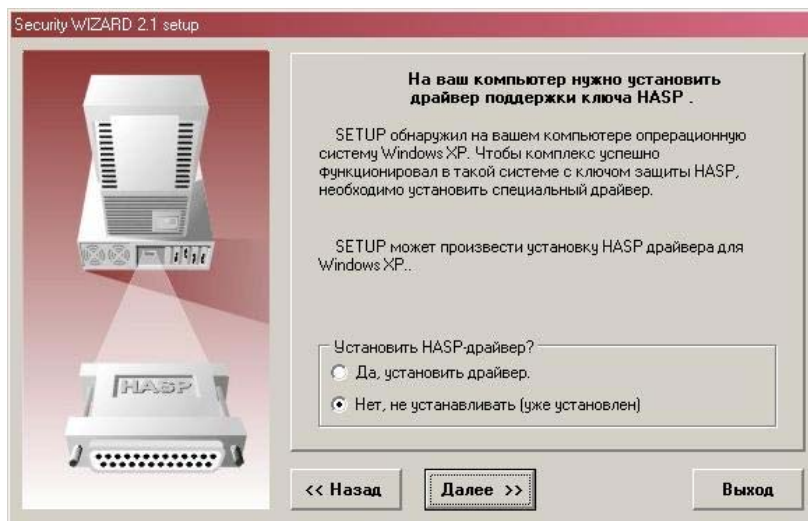 Security WIZARD 2.1 setup
На ваш компьютер нужно установить
драйвер поддержки ключа HASP .
SETUP обнаружил на вашем компьютере опрерационную
систему Windows XP. Чтобы комплекс успешно
функционировал в такой системе с ключом защиты HASP,
необходимо установить специальный драйвер.
SETUP может произвести установку HASP драйвера для
Windows XP..
Установить HASP-драйвер?
Да, установить драйвер.
Нет, не устанавливать (уже установлен)
HASP
<< Назад
Далее >>
Выход